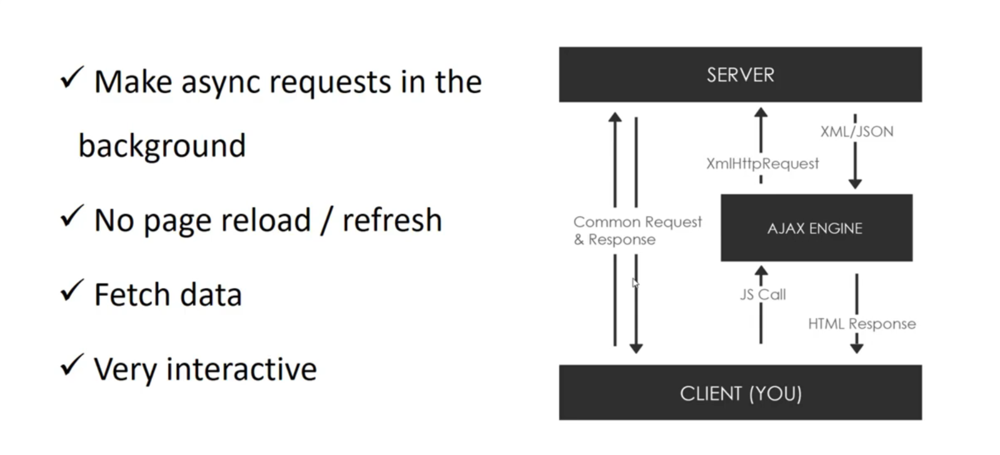 ✓ Make async requests in the
background
✓ No page reload / refresh
✓ Fetch data
✓ Very interactive
SERVER
XML/JSON
XmlHttpRequest
Common Request
& Response
AJAX ENGINE
JS Call
HTML Response
CLIENT (YOU)